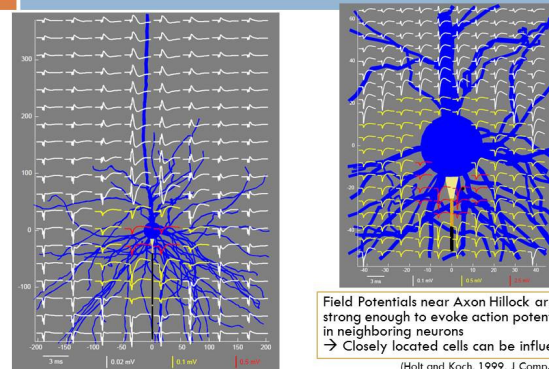 300
200
100
0
-100
-200 -150 -100 -50 0 50 100 150 200
3 ms 0.02 mV 0.1 mV 0.5 mV
60
40
20
0
-20
-40
-40 -30 -20 -10 0 10 20 30 40
3 ms 0.1 mV 0.5 mV
Field Potentials near Axon Hillock ar
strong enough to evoke action poten
in neighboring neurons
→ Closely located cells can be influe
(Holt and Koch, 1999, J Comp